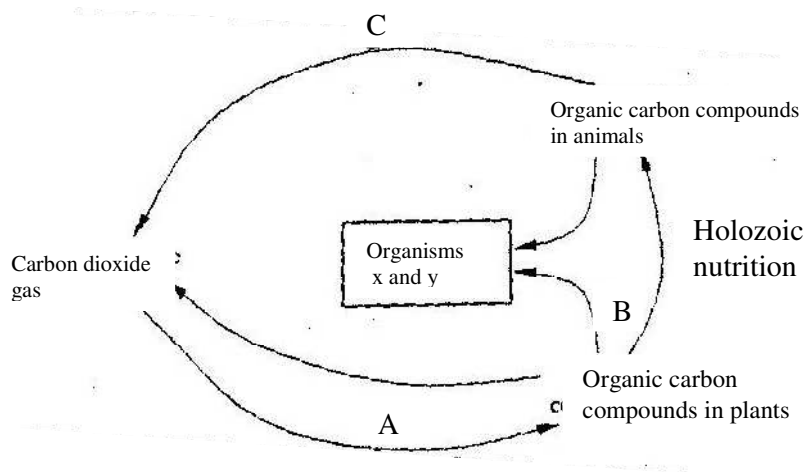 C
Organic carbon compounds
in animals
Holozoic
nutrition
Organisms
x and y
Carbon dioxide
gas
B
Organic carbon
compounds in plants
A